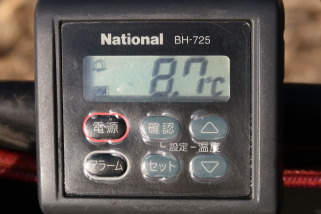 National BH-725
8.7℃
電源 確認 △
設定 温度
アラーム セット ▽